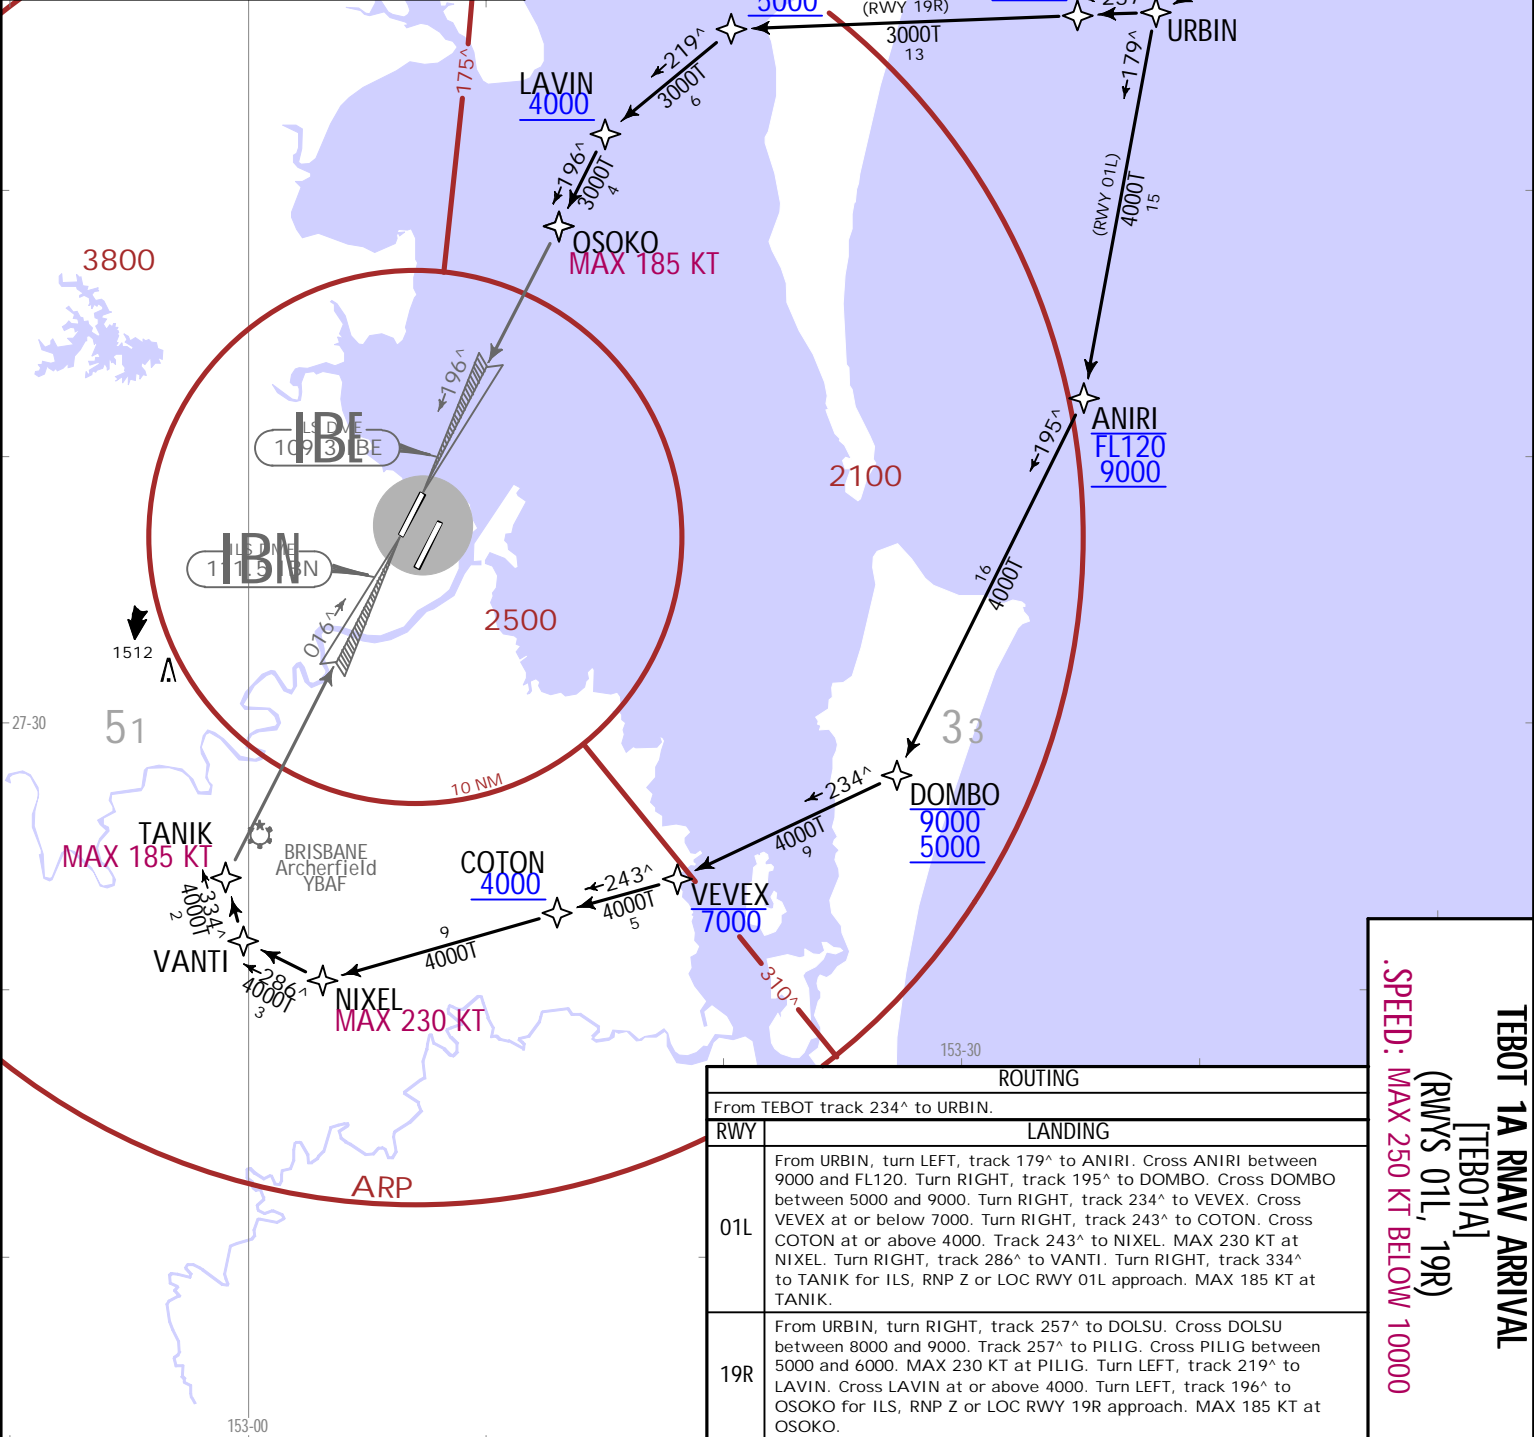 5000
(RWY 19R)
3000T
13
257
URBIN
179^
(RWY 01L)
4000T
15
175^
219^
3000T
6
LAVIN
4000
196^
3000T
4
OSOKO
MAX 185 KT
3800
196^
IBE
ILS DME
109.3 IBE
ANIRI
FL120
9000
195^
2100
16
4000T
IBN
ILS DME
111.5 IBN
016^
2500
1512
51
33
27-30
10 NM
234^
4000T
9
DOMBO
9000
5000
TANIK
MAX 185 KT
BRISBANE
Archerfield
YBAF
COTON
4000
243^
4000T
5
VEVEX
7000
334^
4000T
2
VANTI
286^
4000T
3
NIXEL
MAX 230 KT
9
4000T
310^
153-30
ARP
153-00
ROUTING
From TEBOT track 234^ to URBIN.
RWY LANDING
01L
From URBIN, turn LEFT, track 179^ to ANIRI. Cross ANIRI between
9000 and FL120. Turn RIGHT, track 195^ to DOMBO. Cross DOMBO
between 5000 and 9000. Turn RIGHT, track 234^ to VEVEX. Cross
VEVEX at or below 7000. Turn RIGHT, track 243^ to COTON. Cross
COTON at or above 4000. Track 243^ to NIXEL. MAX 230 KT at
NIXEL. Turn RIGHT, track 286^ to VANTI. Turn RIGHT, track 334^
to TANIK for ILS, RNP Z or LOC RWY 01L approach. MAX 185 KT at
TANIK.
19R
From URBIN, turn RIGHT, track 257^ to DOLSU. Cross DOLSU
between 8000 and 9000. Track 257^ to PILIG. Cross PILIG between
5000 and 6000. MAX 230 KT at PILIG. Turn LEFT, track 219^ to
LAVIN. Cross LAVIN at or above 4000. Turn LEFT, track 196^ to
OSOKO for ILS, RNP Z or LOC RWY 19R approach. MAX 185 KT at
OSOKO.
TEBOT 1A RNAV ARRIVAL
[TEBO1A]
(RWYS 01L, 19R)
.SPEED: MAX 250 KT BELOW 10000